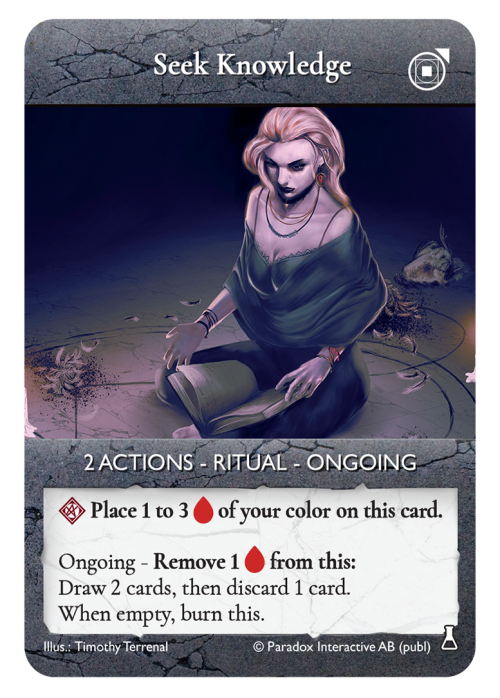 Seek Knowledge
2 ACTIONS - RITUAL - ONGOING
Place 1 to 3 of your color on this card.
Ongoing - Remove 1 from this:
Draw 2 cards, then discard 1 card.
When empty, burn this.
Illus.: Timothy Terrenal © Paradox Interactive AB (publ)